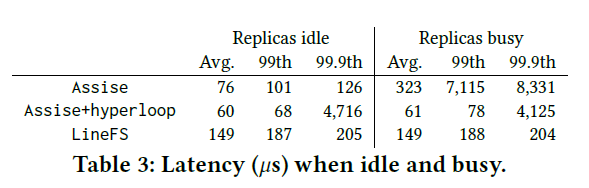 Replicas idle Replicas busy
Avg. 99th 99.9th Avg. 99th 99.9th
Assise 76 101 126 323 7,115 8,331
Assise+hyperloop 60 68 4,716 61 78 4,125
LineFS 149 187 205 149 188 204
Table 3: Latency (μs) when idle and busy.